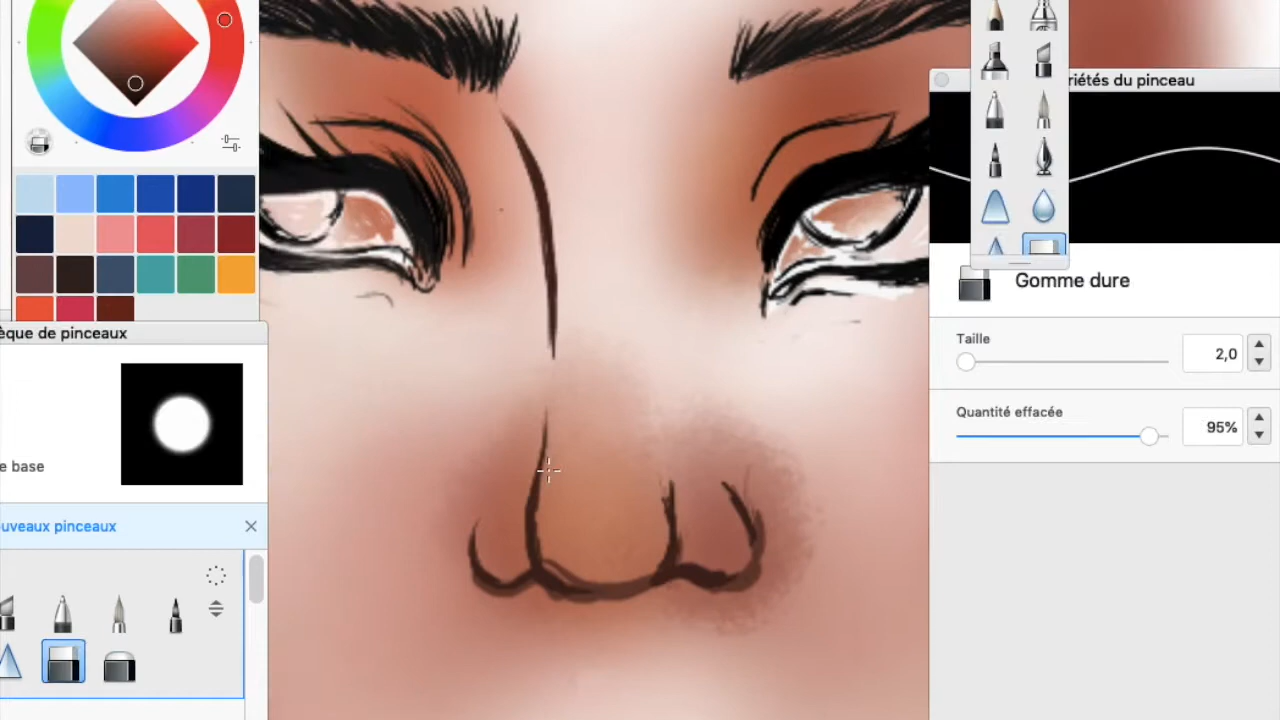 riétés du pinceau
Gomme dure
Taille
2,0
Quantité effacée
95%
èque de pinceaux
e base
uveaux pinceaux